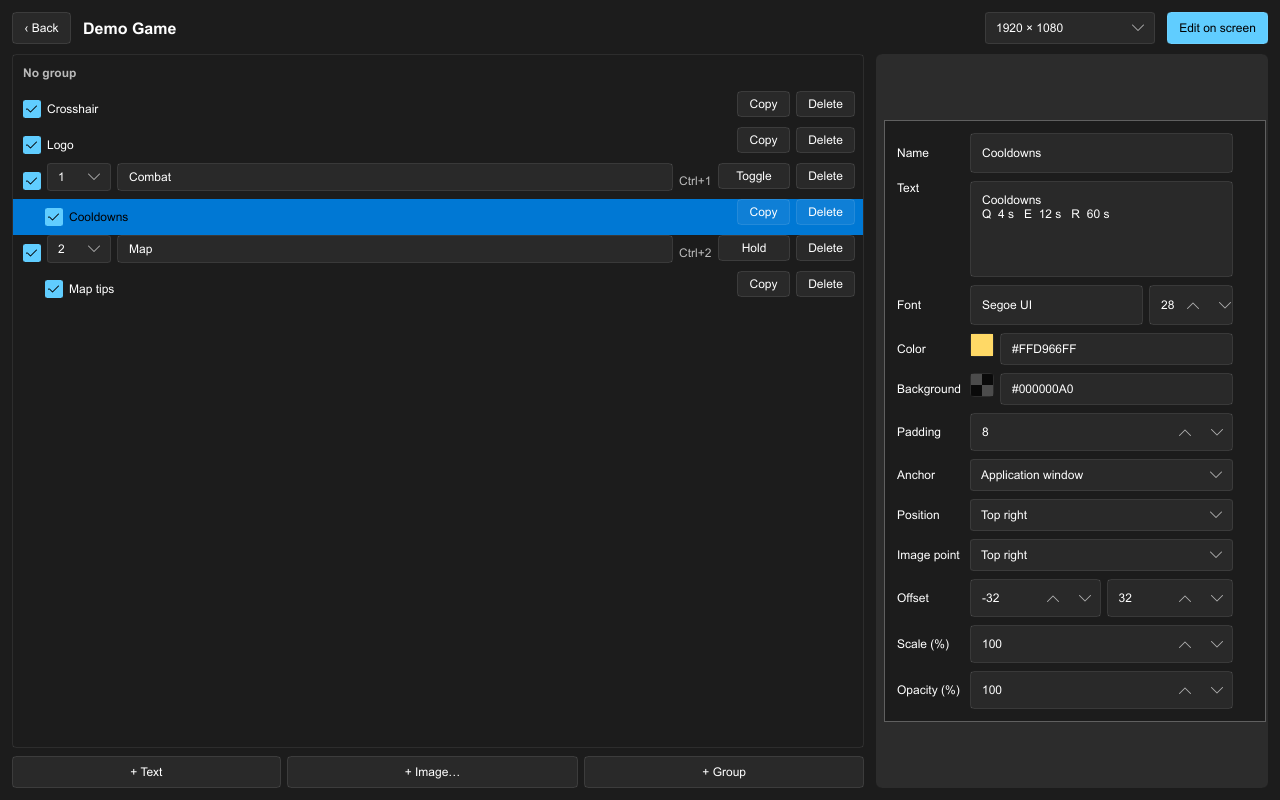 ‹ Back
Demo Game
1920 × 1080
Edit on screen
No group
Crosshair
Copy
Delete
Logo
Copy
Delete
1
Combat
Ctrl+1
Toggle
Delete
Cooldowns
Copy
Delete
2
Map
Ctrl+2
Hold
Delete
Map tips
Copy
Delete
+ Text
+ Image…
+ Group
Name
Cooldowns
Text
Cooldowns
Q 4 s E 12 s R 60 s
Font
Segoe UI
28
Color
#FFD966FF
Background
#000000A0
Padding
8
Anchor
Application window
Position
Top right
Image point
Top right
Offset
-32
32
Scale (%)
100
Opacity (%)
100